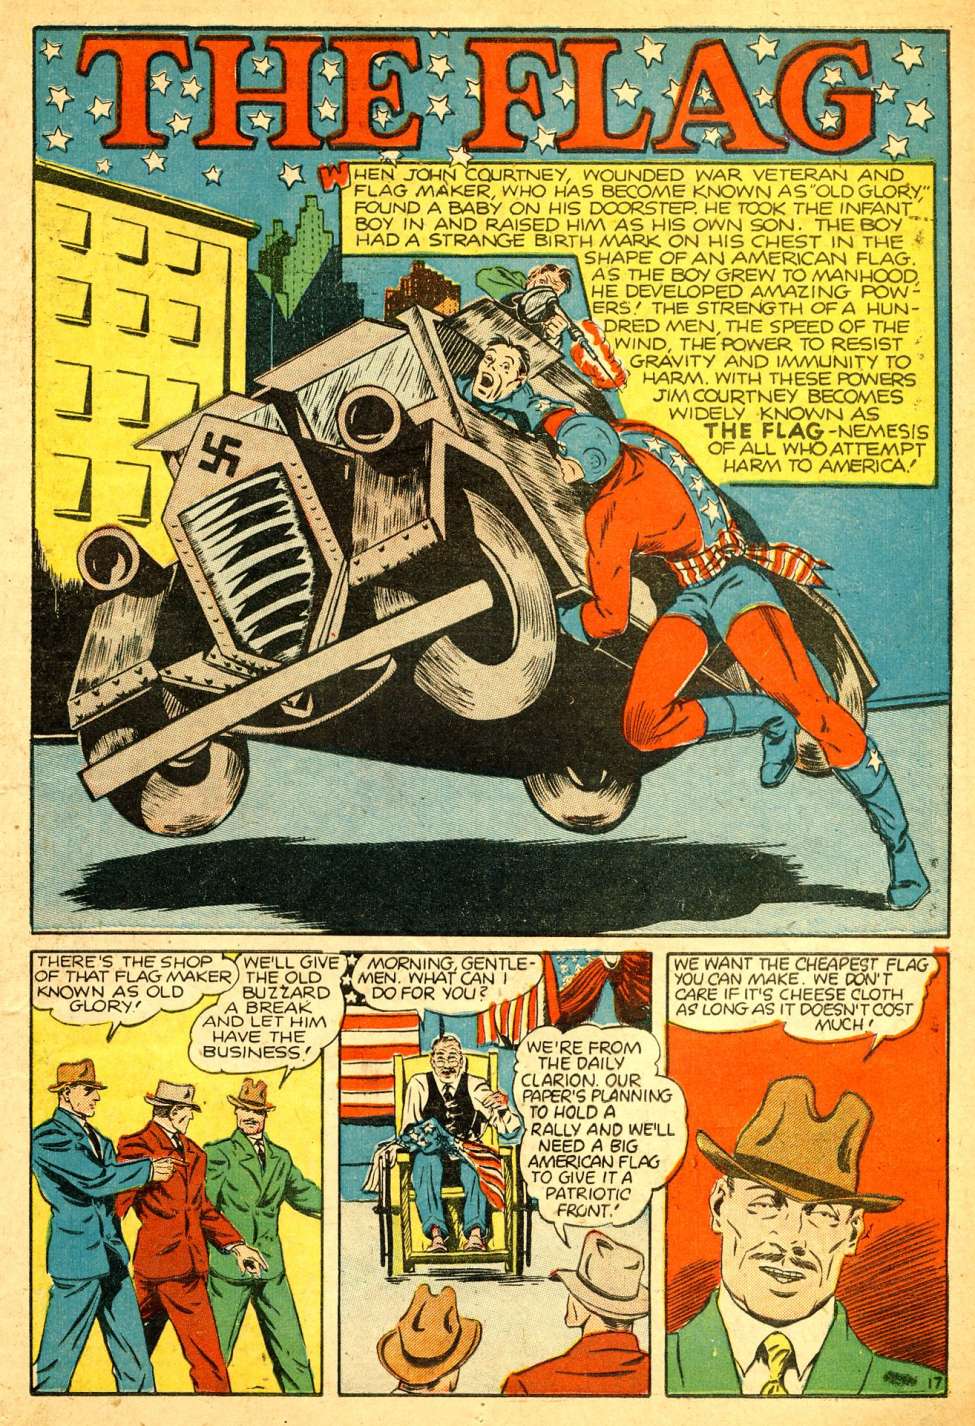 THE FLAG
WHEN JOHN COURTNEY, WOUNDED WAR VETERAN AND
FLAG MAKER, WHO HAS BECOME KNOWN AS "OLD GLORY,"
FOUND A BABY ON HIS DOORSTEP. HE TOOK THE INFANT
BOY IN AND RAISED HIM AS HIS OWN SON. THE BOY
HAD A STRANGE BIRTH MARK ON HIS CHEST IN THE
SHAPE OF AN AMERICAN FLAG.
AS THE BOY GREW TO MANHOOD,
HE DEVELOPED AMAZING POW-
ERS! THE STRENGTH OF A HUN-
DRED MEN, THE SPEED OF THE
WIND, THE POWER TO RESIST
GRAVITY AND IMMUNITY TO
HARM. WITH THESE POWERS
JIM COURTNEY BECOMES
WIDELY KNOWN AS
THE FLAG-NEMESIS
OF ALL WHO ATTEMPT
HARM TO AMERICA!
THERE'S THE SHOP
OF THAT FLAG MAKER
KNOWN AS OLD
GLORY!
WE'LL GIVE
THE OLD
BUZZARD
A BREAK
AND LET HIM
HAVE THE
BUSINESS!
MORNING, GENTLE-
MEN. WHAT CAN I
DO FOR YOU?
WE'RE FROM
THE DAILY
CLARION. OUR
PAPER'S PLANNING
TO HOLD A
RALLY AND WE'LL
NEED A BIG
AMERICAN FLAG
TO GIVE IT A
PATRIOTIC
FRONT!
WE WANT THE CHEAPEST FLAG
YOU CAN MAKE. WE DON'T
CARE IF IT'S CHEESE CLOTH
AS LONG AS IT DOESN'T COST
MUCH!
17